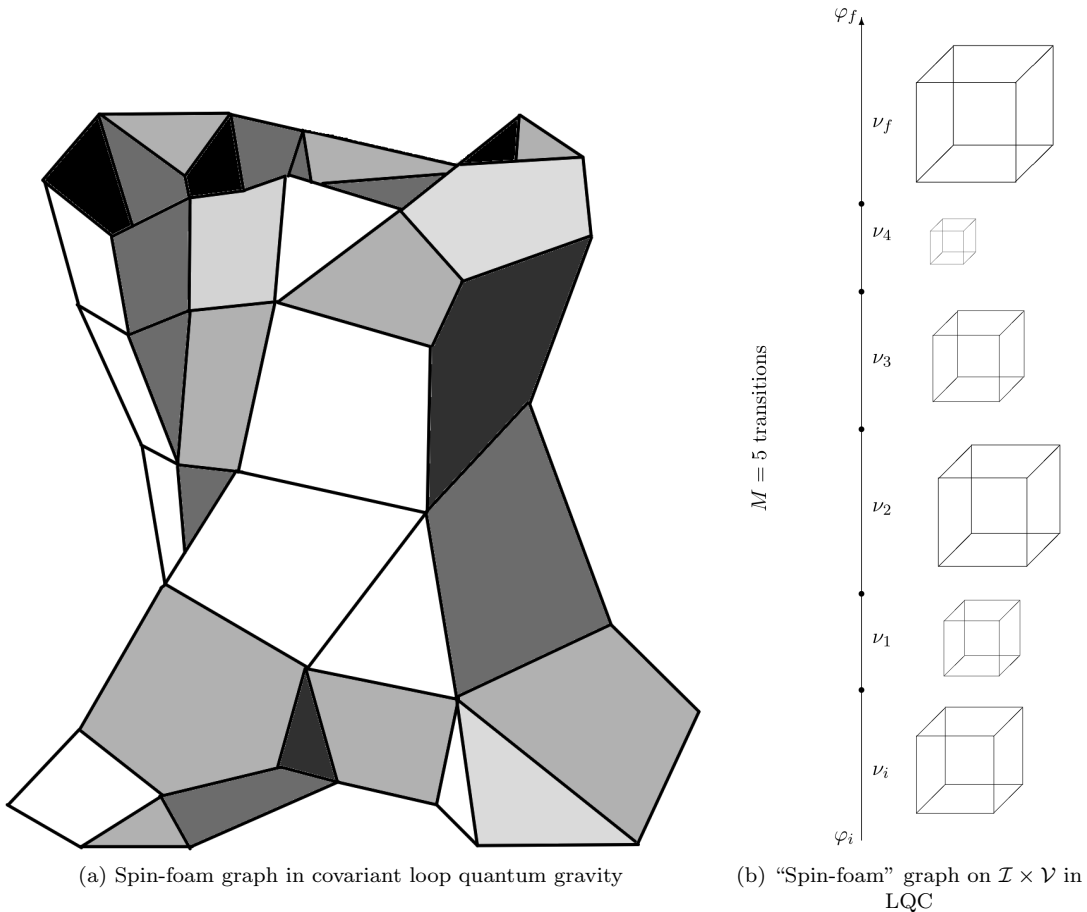 φ_f
ν_f
ν_4
ν_3
M = 5 transitions
ν_2
ν_1
ν_i
φ_i
(a) Spin-foam graph in covariant loop quantum gravity
(b) “Spin-foam” graph on 𝓘 × 𝓥 in
LQC